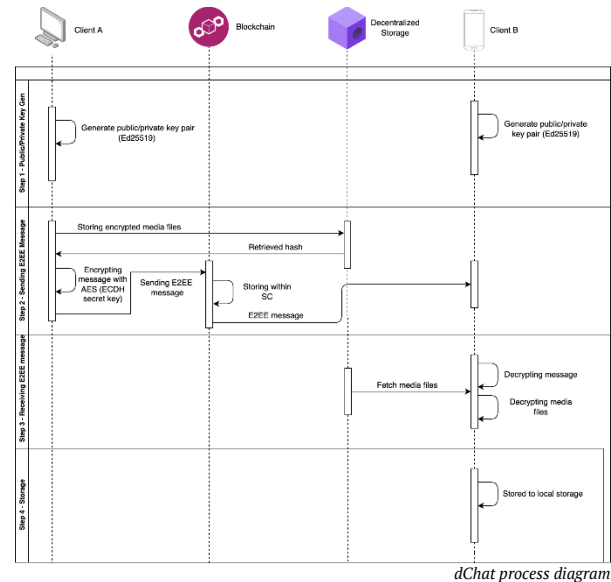 Client A
Blockchain
Decentralized
Storage
Client B
Step 1 - Public/Private Key Gen
Generate public/private key pair
(Ed25519)
Generate public/private
key pair (Ed25519)
Step 2 - Sending E2EE Message
Storing encrypted media files
Retrieved hash
Encrypting
message with
AES (ECDH
secret key)
Sending E2EE
message
Storing within
SC
E2EE message
Step 3 - Receiving E2EE message
Fetch media files
Decrypting message
Decrypting media
files
Step 4 - Storage
Stored to local storage
dChat process diagram